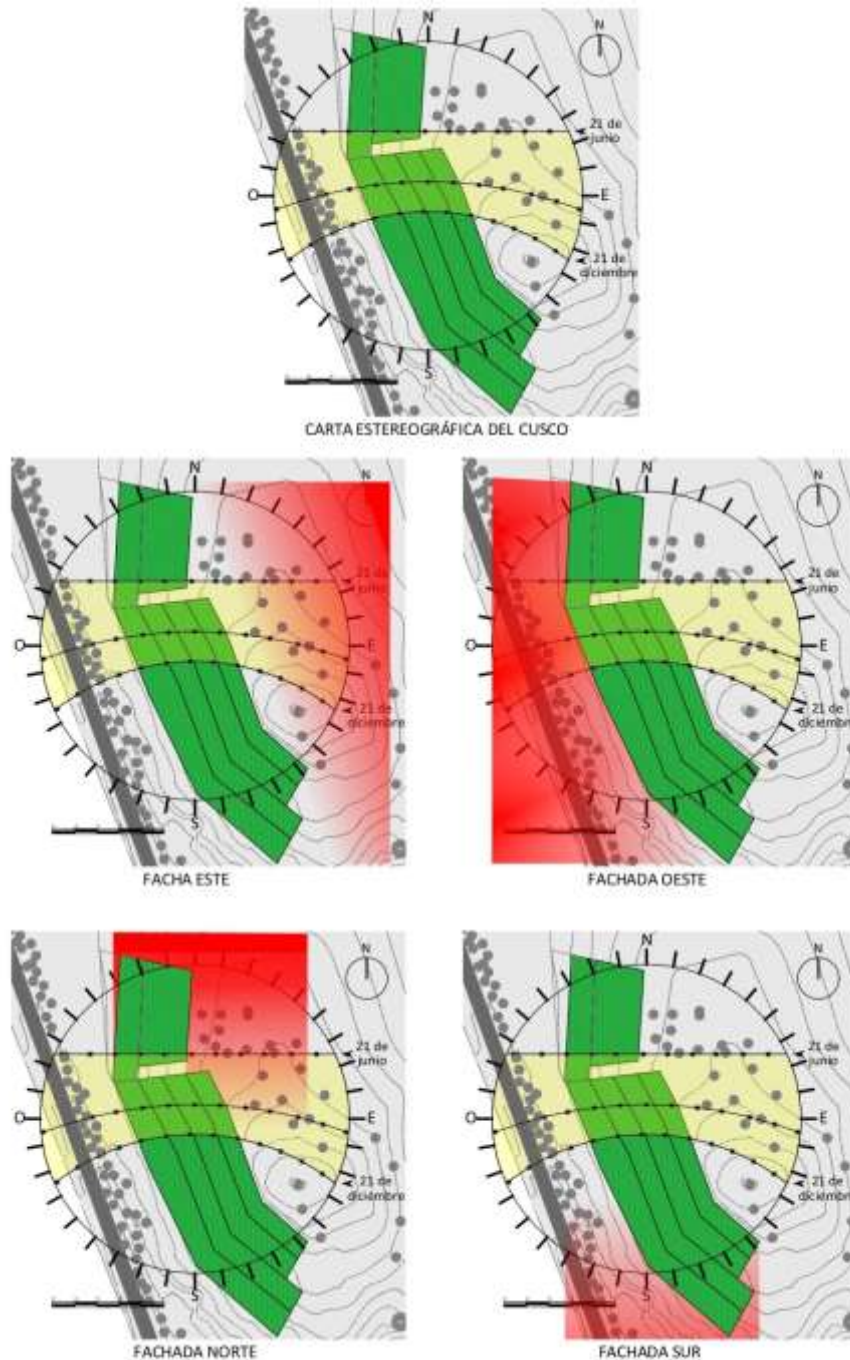 N
N
21 de
junio
O
E
21 de
diciembre
S
CARTA ESTEREOGRÁFICA DEL CUSCO
N
N
21 de
junio
O
E
21 de
diciembre
S
FACHA ESTE
N
N
21 de
junio
O
E
21 de
diciembre
S
FACHADA OESTE
N
N
21 de
junio
O
E
21 de
diciembre
S
FACHADA NORTE
N
N
21 de
junio
O
E
21 de
diciembre
S
FACHADA SUR